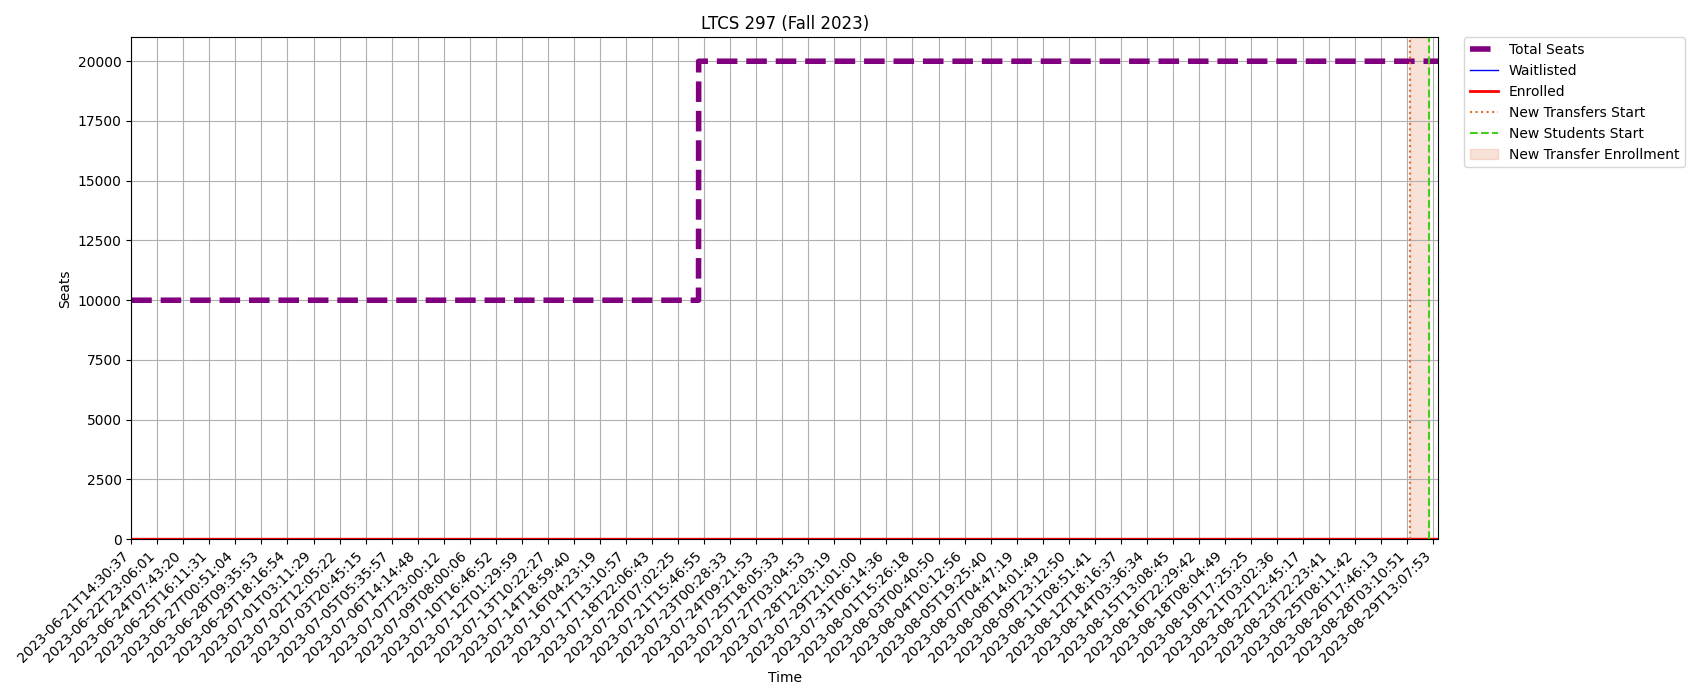 LTCS 297 (Fall 2023)
20000
17500
15000
12500
10000
7500
5000
2500
0
Seats
2023-06-21T14:30:37
2023-06-22T23:06:01
2023-06-24T07:43:20
2023-06-25T16:11:31
2023-06-27T00:51:04
2023-06-28T09:35:53
2023-06-29T18:16:54
2023-07-01T03:11:29
2023-07-02T12:05:22
2023-07-03T20:45:15
2023-07-05T05:35:57
2023-07-06T14:14:48
2023-07-07T23:00:12
2023-07-09T08:00:06
2023-07-10T16:46:52
2023-07-12T01:29:59
2023-07-13T10:22:27
2023-07-14T18:59:40
2023-07-16T04:23:19
2023-07-17T13:10:57
2023-07-18T22:06:43
2023-07-20T07:02:25
2023-07-21T15:46:55
2023-07-23T00:28:33
2023-07-24T09:21:53
2023-07-25T18:05:33
2023-07-27T03:04:53
2023-07-28T12:03:19
2023-07-29T21:01:00
2023-07-31T06:14:36
2023-08-01T15:26:18
2023-08-03T00:40:50
2023-08-04T10:12:56
2023-08-05T19:25:40
2023-08-07T04:47:19
2023-08-08T14:01:49
2023-08-09T23:12:50
2023-08-11T08:51:41
2023-08-12T18:16:37
2023-08-14T03:36:34
2023-08-15T13:08:45
2023-08-16T22:29:42
2023-08-18T08:04:49
2023-08-19T17:25:25
2023-08-21T03:02:36
2023-08-22T12:45:17
2023-08-23T22:23:41
2023-08-25T08:11:42
2023-08-26T17:46:13
2023-08-28T03:10:51
2023-08-29T13:07:53
Time
Total Seats
Waitlisted
Enrolled
New Transfers Start
New Students Start
New Transfer Enrollment